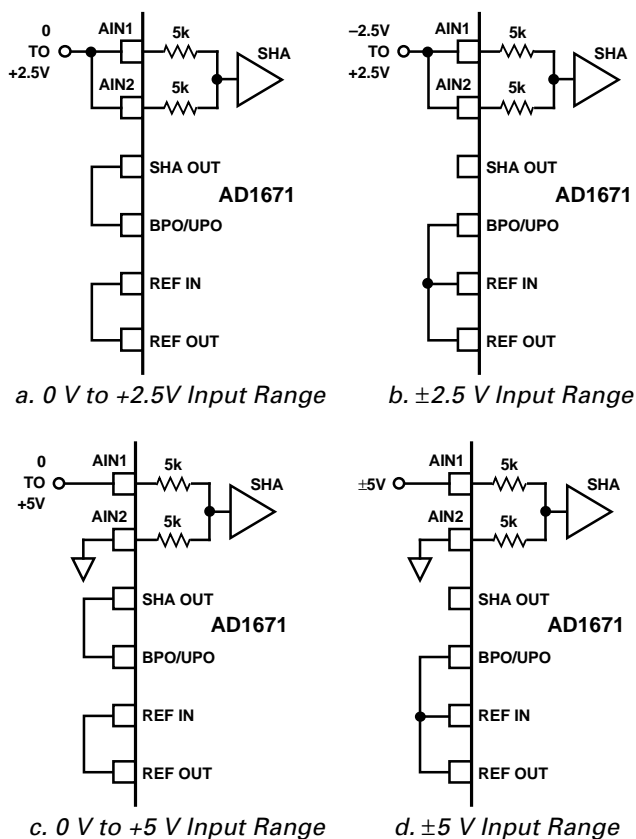 0
TO
+2.5V
AIN1
5k
SHA
AIN2
5k
SHA OUT
AD1671
BPO/UPO
REF IN
REF OUT
a. 0 V to +2.5V Input Range
–2.5V
TO
+2.5V
AIN1
5k
SHA
AIN2
5k
SHA OUT
AD1671
BPO/UPO
REF IN
REF OUT
b. ±2.5 V Input Range
0
TO
+5V
AIN1
5k
SHA
AIN2
5k
SHA OUT
AD1671
BPO/UPO
REF IN
REF OUT
c. 0 V to +5 V Input Range
±5V
AIN1
5k
SHA
AIN2
5k
SHA OUT
AD1671
BPO/UPO
REF IN
REF OUT
d. ±5 V Input Range